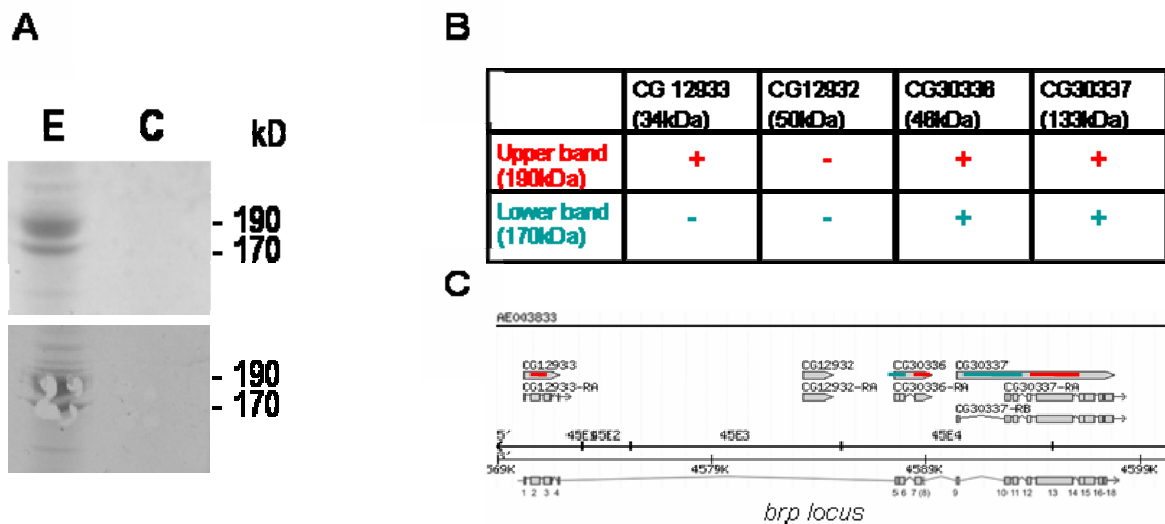 A
E C kD
- 190
- 170
- 190
- 170
B
CG 12933 (34kDa) CG12932 (50kDa) CG30336 (46kDa) CG30337 (133kDa)
Upper band (190kDa) + - + +
Lower band (170kDa) - - + +
C
AE003833
CG12933 CG12932 CG30336 CG30337
CG12933-RA CG12932-RA CG30336-RA CG30337-RA
CG30337-RB
5' 45E2 45E3 45E4
569K 4579K 4589K 4599K
1 2 3 4 5 6 7 (8) 9 10 11 12 13 14 15 16-18
brp locus